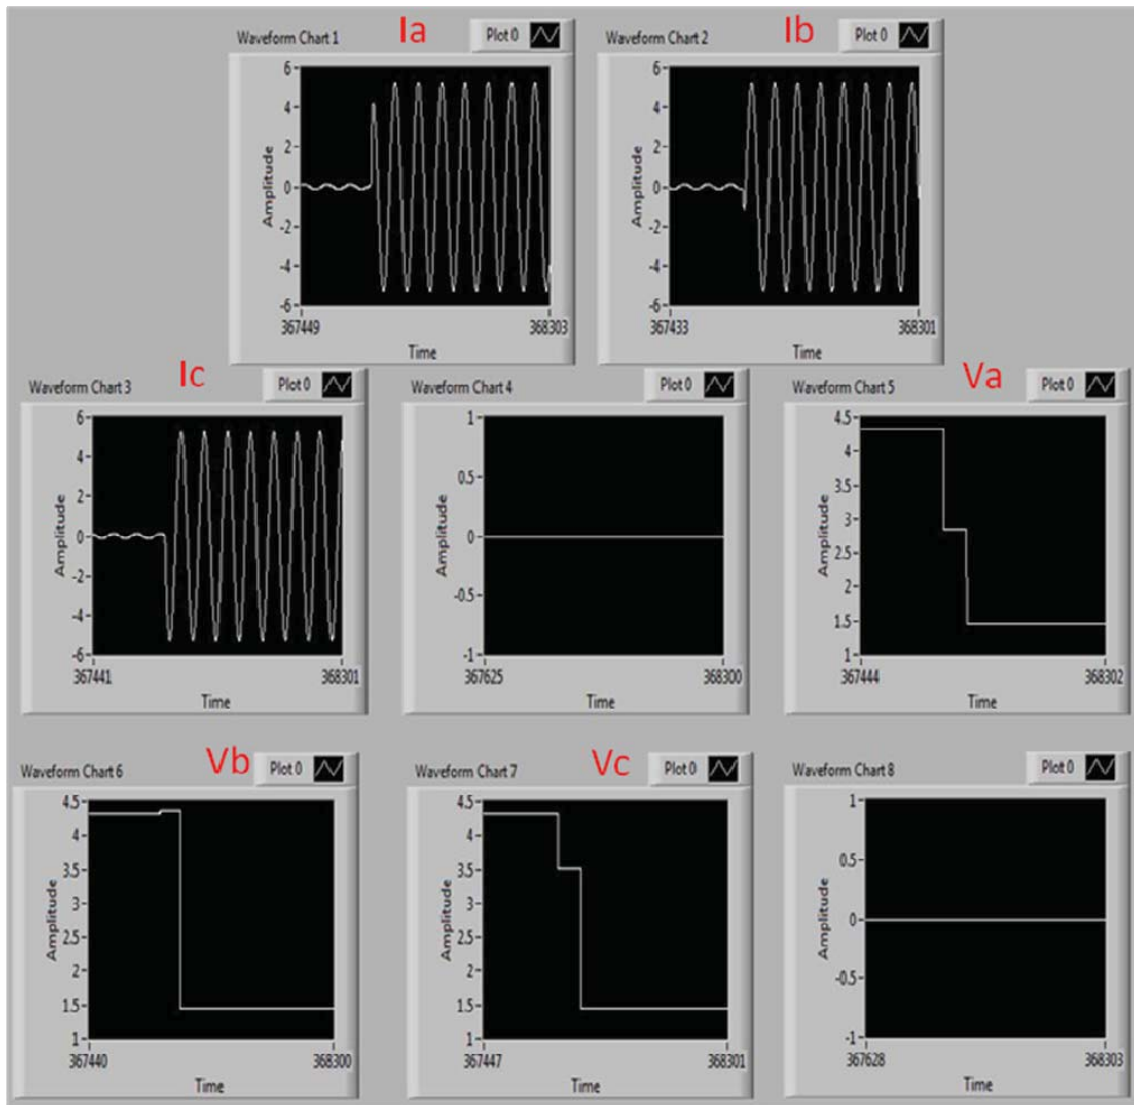 Waveform Chart 1 Ia Plot 0
Amplitude
6
4
2
0
-2
-4
-6
367449 368303
Time
Waveform Chart 2 Ib Plot 0
Amplitude
6
4
2
0
-2
-4
-6
367433 368301
Time
Waveform Chart 3 Ic Plot 0
Amplitude
6
4
2
0
-2
-4
-6
367441 368301
Time
Waveform Chart 4 Plot 0
Amplitude
1
0.5
0
-0.5
-1
367625 368300
Time
Waveform Chart 5 Va Plot 0
Amplitude
4.5
4
3.5
3
2.5
2
1.5
1
367444 368302
Time
Waveform Chart 6 Vb Plot 0
Amplitude
4.5
4
3.5
3
2.5
2
1.5
1
367440 368300
Time
Waveform Chart 7 Vc Plot 0
Amplitude
4.5
4
3.5
3
2.5
2
1.5
1
367447 368301
Time
Waveform Chart 8 Plot 0
Amplitude
1
0.5
0
-0.5
-1
367628 368303
Time